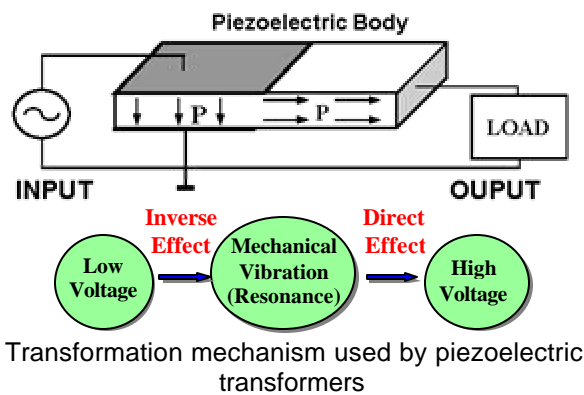 Piezoelectric Body
P
P
LOAD
INPUT
OUPUT
Inverse
Effect
Direct
Effect
Low
Voltage
Mechanical
Vibration
(Resonance)
High
Voltage
Transformation mechanism used by piezoelectric
transformers